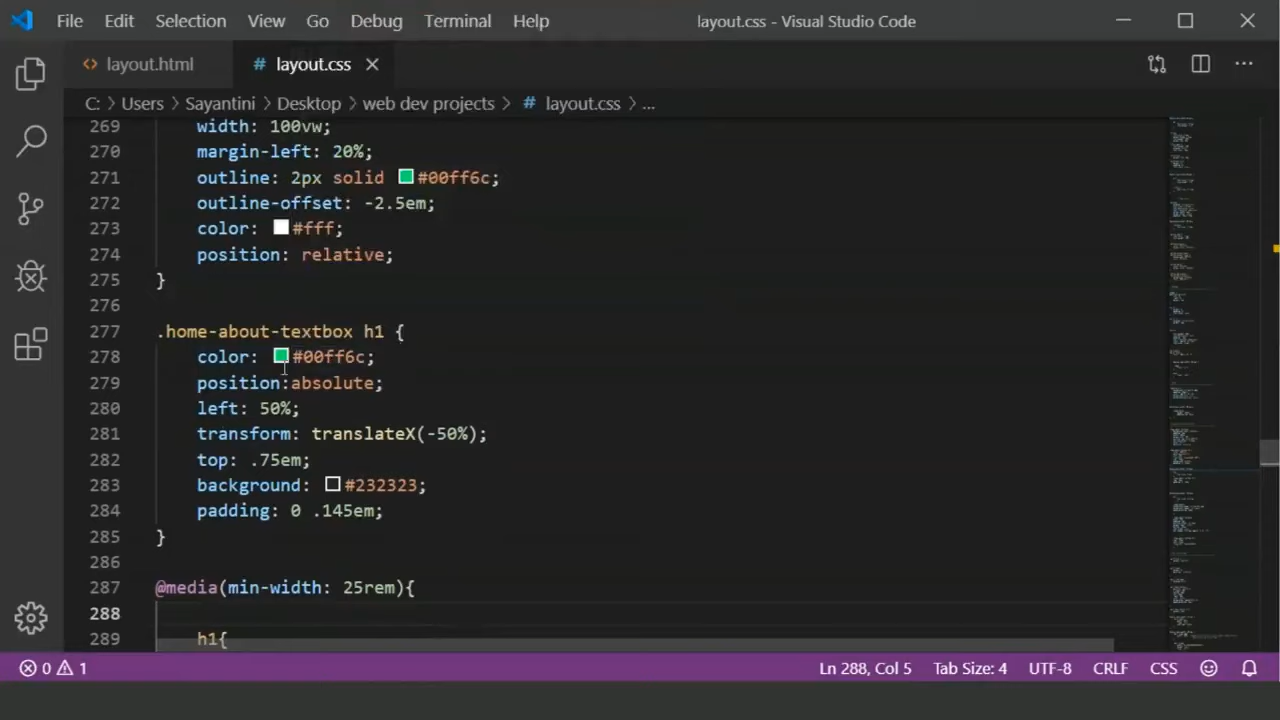 File Edit Selection View Go Debug Terminal Help layout.css - Visual Studio Code
layout.html # layout.css
C: > Users > Sayantini > Desktop > web dev projects > # layout.css > ...
269 width: 100vw;
270 margin-left: 20%;
271 outline: 2px solid #00ff6c;
272 outline-offset: -2.5em;
273 color: #fff;
274 position: relative;
275 }
276
277 .home-about-textbox h1 {
278 color: #00ff6c;
279 position:absolute;
280 left: 50%;
281 transform: translateX(-50%);
282 top: .75em;
283 background: #232323;
284 padding: 0 .145em;
285 }
286
287 @media(min-width: 25rem){
288
289 h1{
0 1 Ln 288, Col 5 Tab Size: 4 UTF-8 CRLF CSS